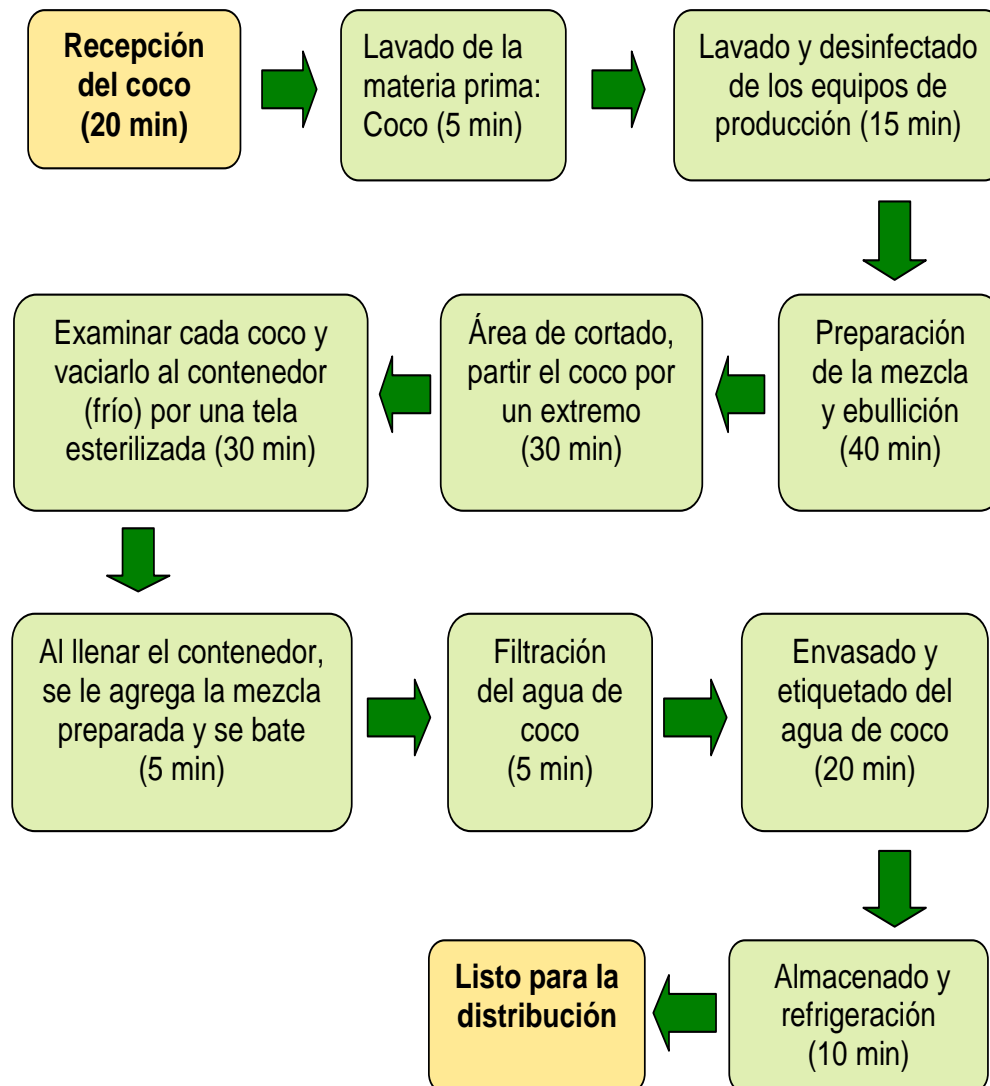 Recepción
del coco
(20 min)
Lavado de la
materia prima:
Coco (5 min)
Lavado y desinfectado
de los equipos de
producción (15 min)
Examinar cada coco y
vaciarlo al contenedor
(frío) por una tela
esterilizada (30 min)
Área de cortado,
partir el coco por
un extremo
(30 min)
Preparación
de la mezcla
y ebullición
(40 min)
Al llenar el contenedor,
se le agrega la mezcla
preparada y se bate
(5 min)
Filtración
del agua de
coco
(5 min)
Envasado y
etiquetado del
agua de coco
(20 min)
Listo para la
distribución
Almacenado y
refrigeración
(10 min)